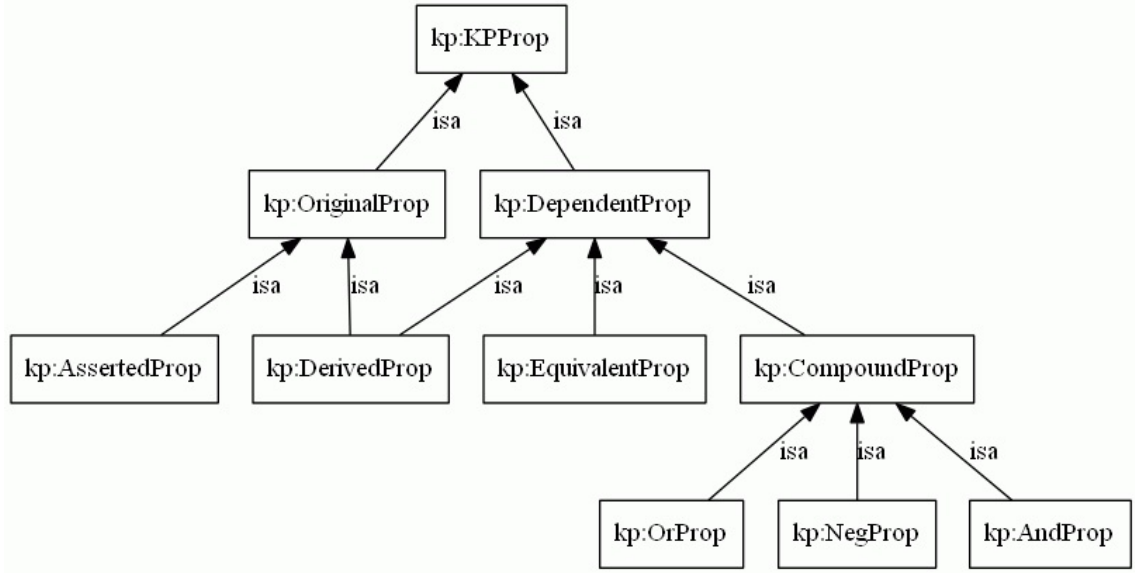 kp:KPProp
isa isa
kp:OriginalProp kp:DependentProp
isa isa isa isa isa
kp:AssertedProp kp:DerivedProp kp:EquivalentProp kp:CompoundProp
isa isa isa
kp:OrProp kp:NegProp kp:AndProp